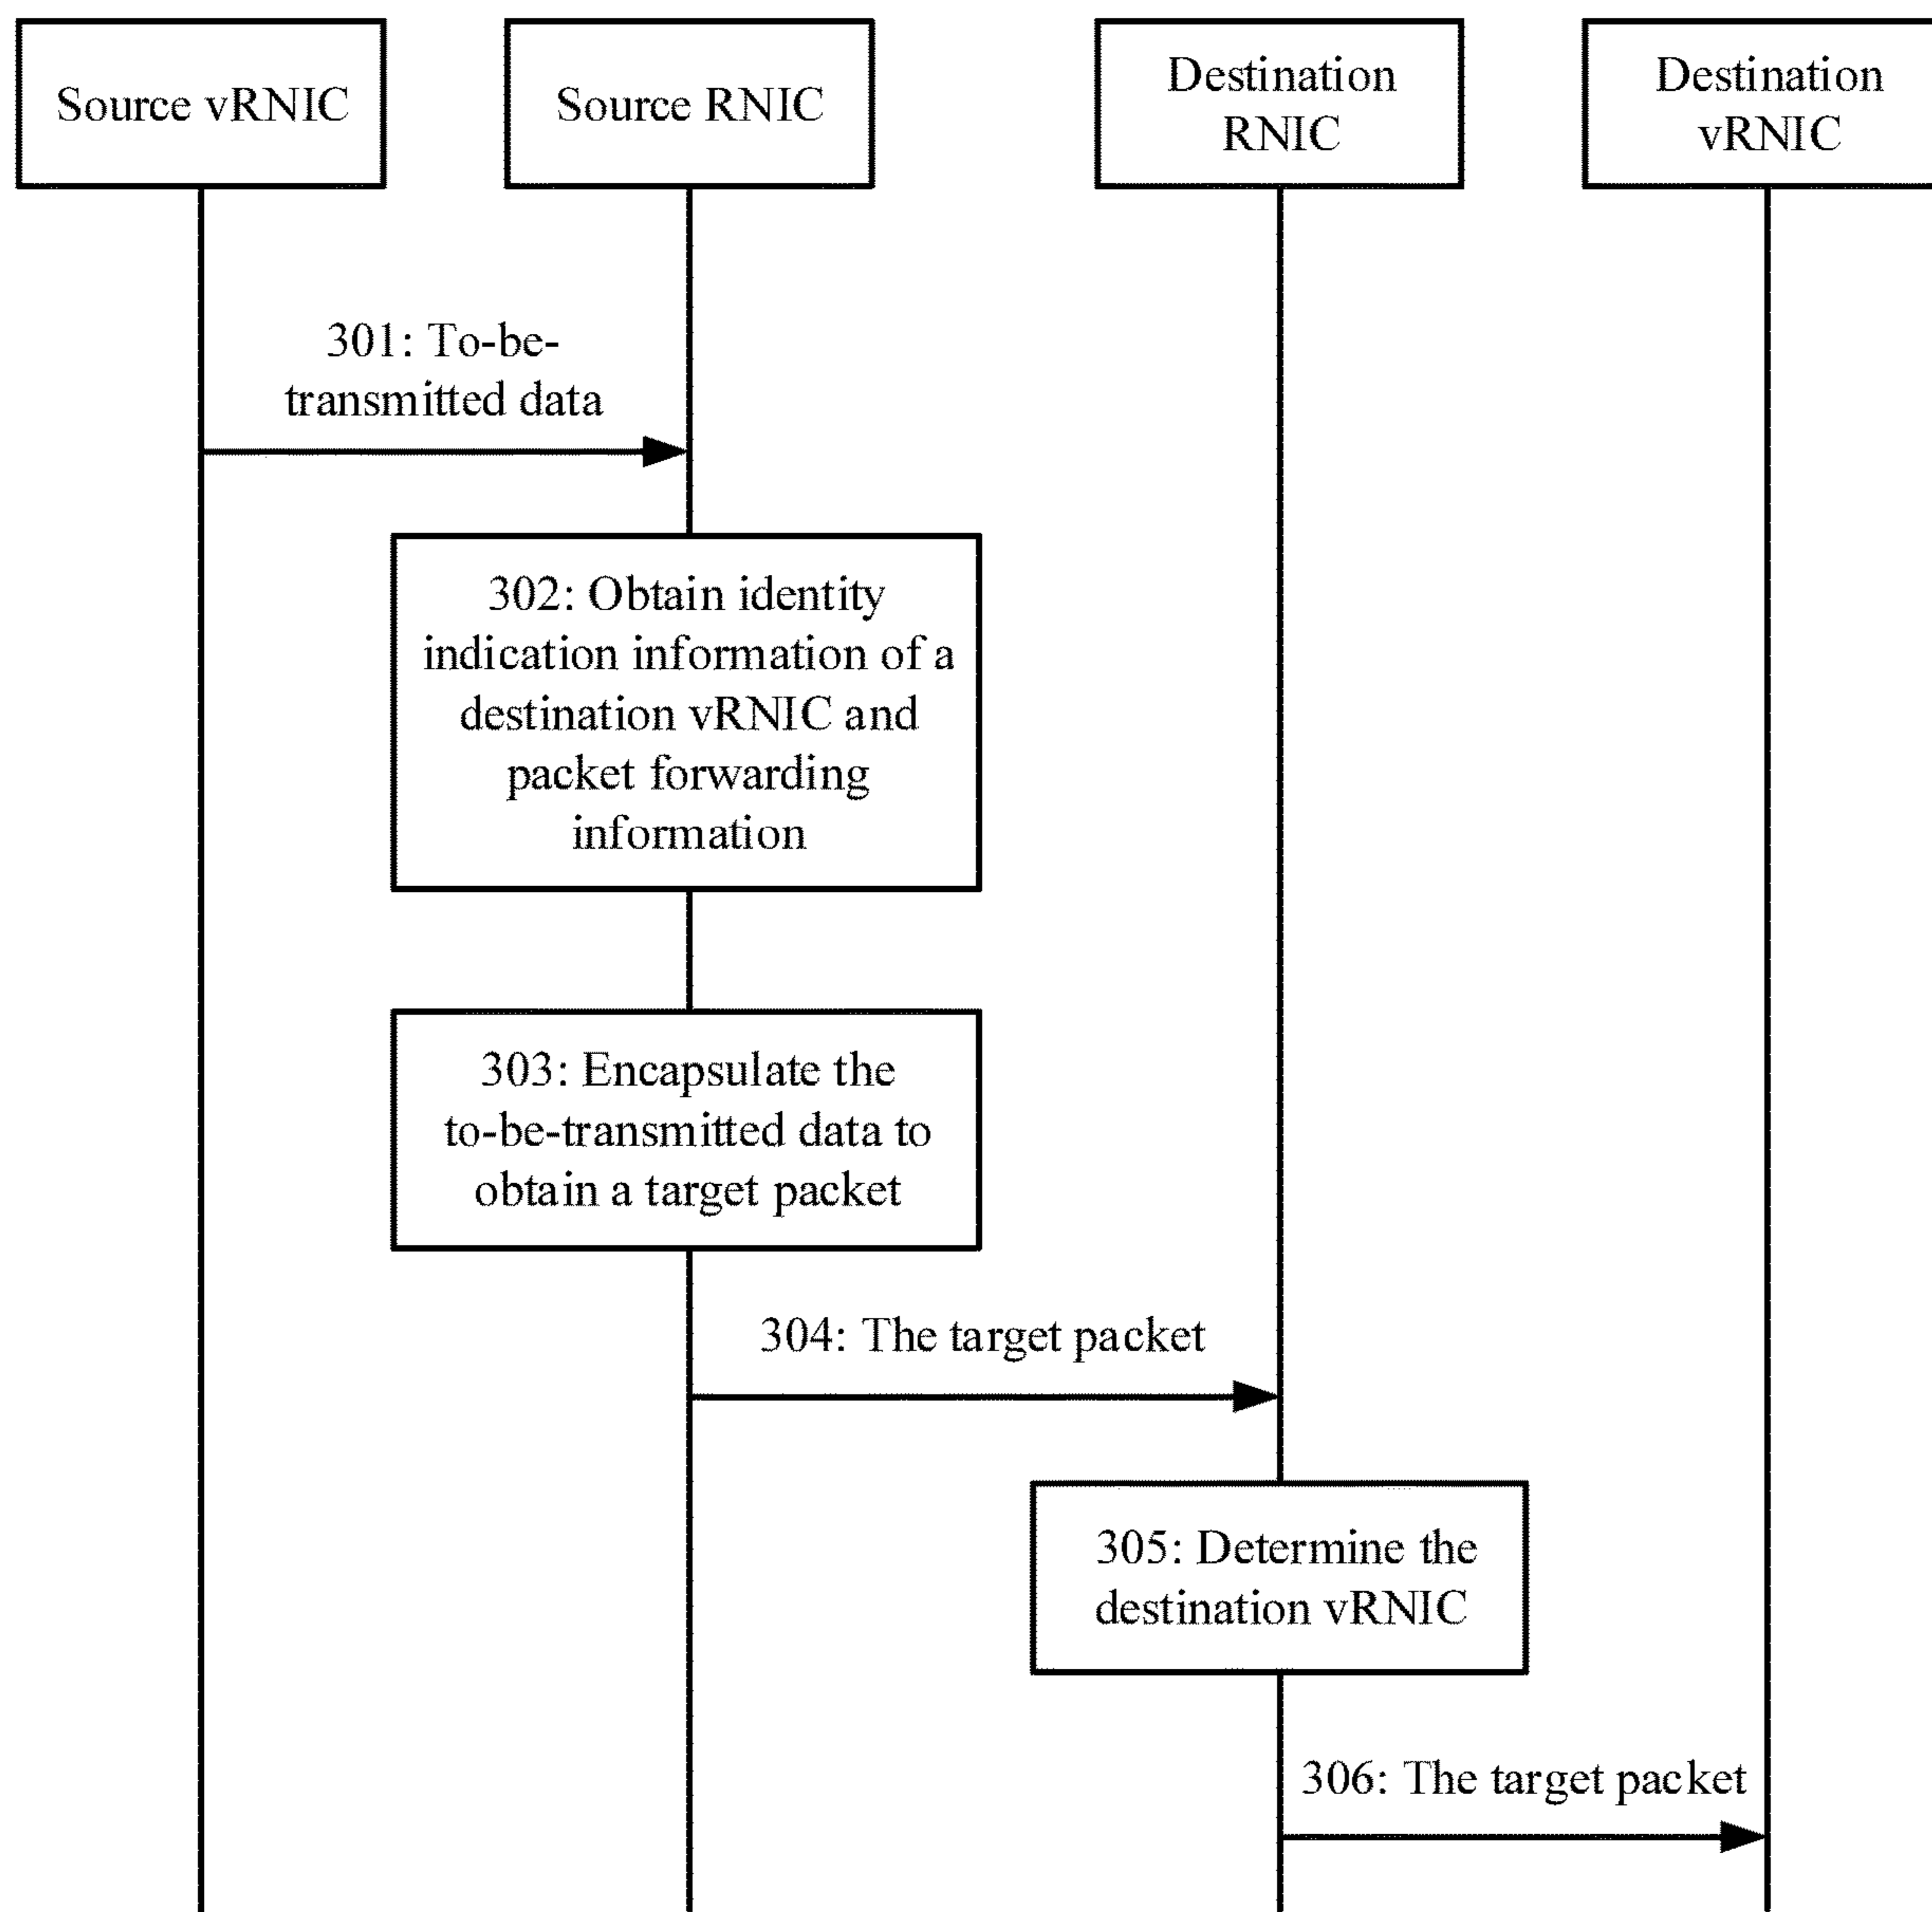 Source vRNIC
Source RNIC
Destination
RNIC
Destination
vRNIC
301: To-be-
transmitted data
302: Obtain identity
indication information of a
destination vRNIC and
packet forwarding
information
303: Encapsulate the
to-be-transmitted data to
obtain a target packet
304: The target packet
305: Determine the
destination vRNIC
306: The target packet